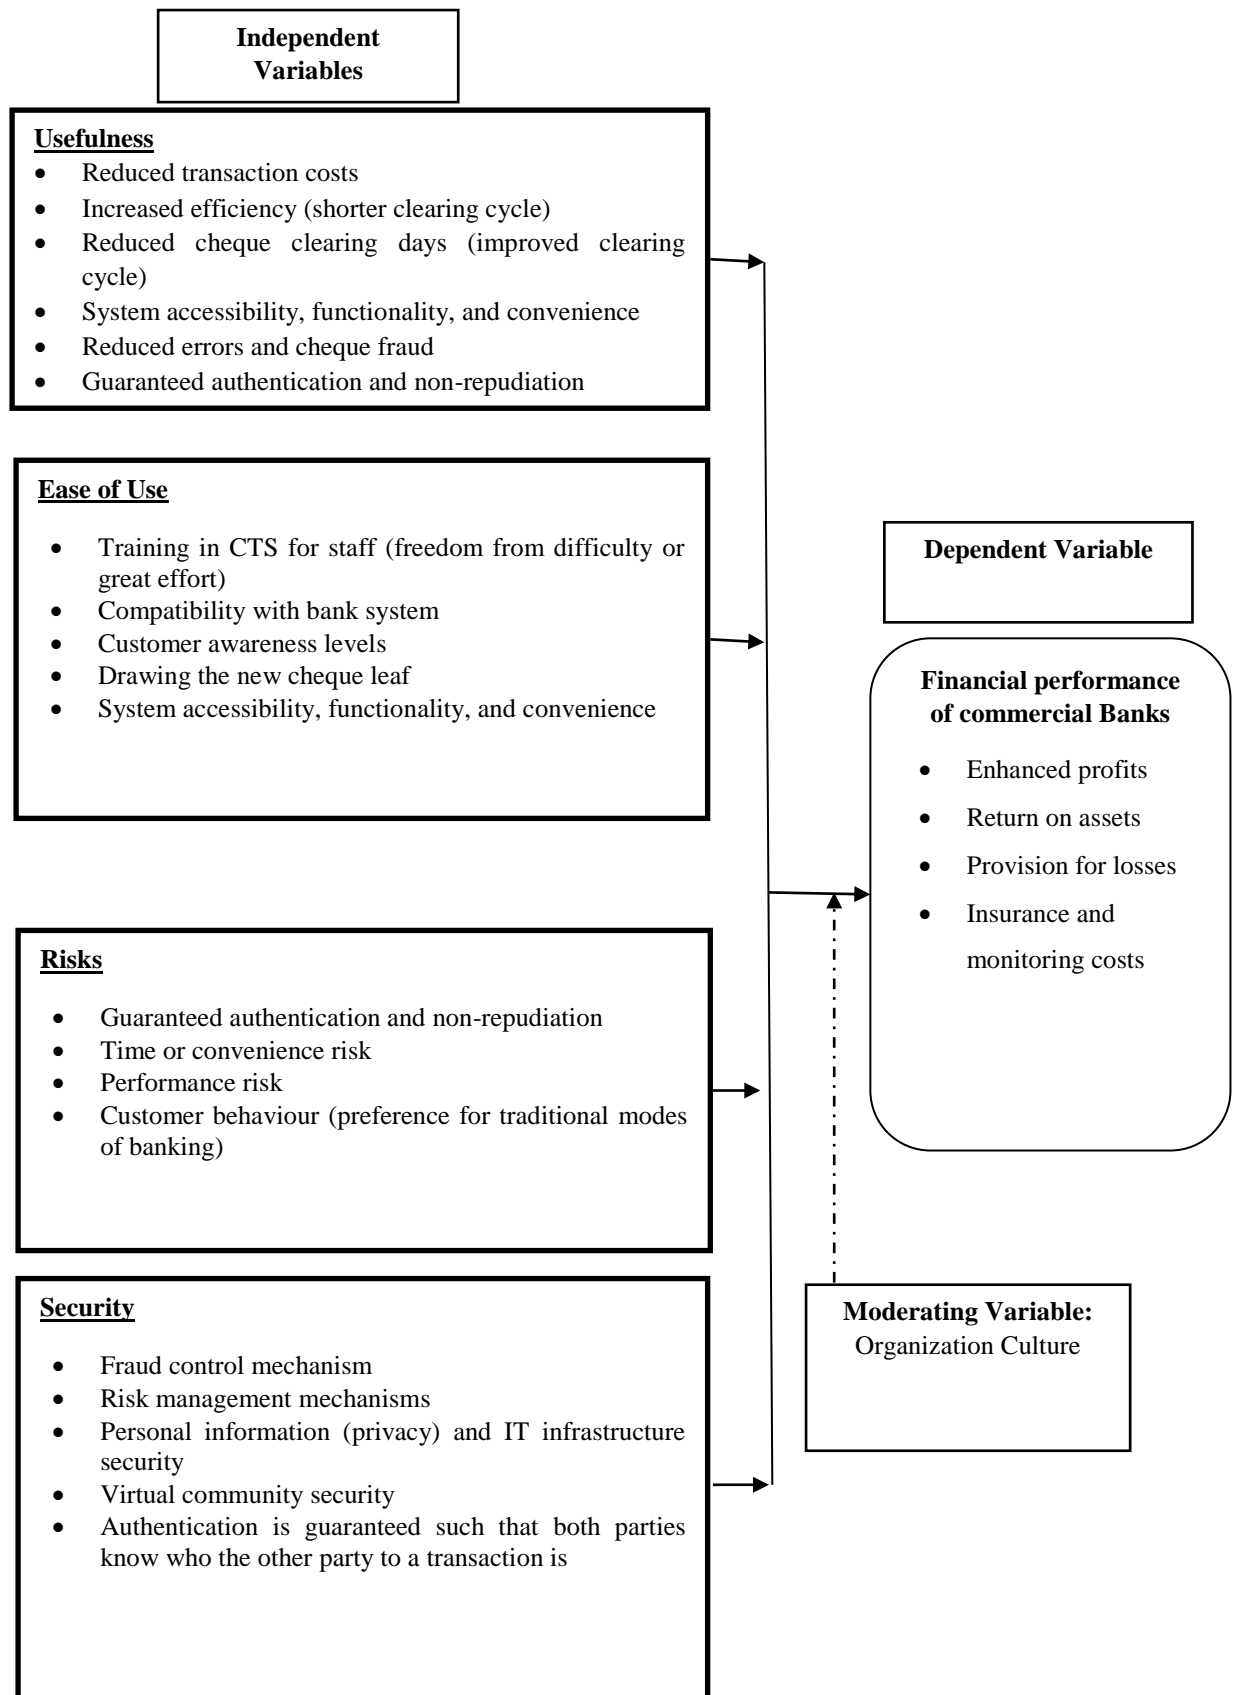 Independent
Variables
Usefulness
• Reduced transaction costs
• Increased efficiency (shorter clearing cycle)
• Reduced cheque clearing days (improved clearing
cycle)
• System accessibility, functionality, and convenience
• Reduced errors and cheque fraud
• Guaranteed authentication and non-repudiation
Ease of Use
• Training in CTS for staff (freedom from difficulty or
great effort)
• Compatibility with bank system
• Customer awareness levels
• Drawing the new cheque leaf
• System accessibility, functionality, and convenience
Risks
• Guaranteed authentication and non-repudiation
• Time or convenience risk
• Performance risk
• Customer behaviour (preference for traditional modes
of banking)
Security
• Fraud control mechanism
• Risk management mechanisms
• Personal information (privacy) and IT infrastructure
security
• Virtual community security
• Authentication is guaranteed such that both parties
know who the other party to a transaction is
Dependent Variable
Financial performance
of commercial Banks
• Enhanced profits
• Return on assets
• Provision for losses
• Insurance and
monitoring costs
Moderating Variable:
Organization Culture